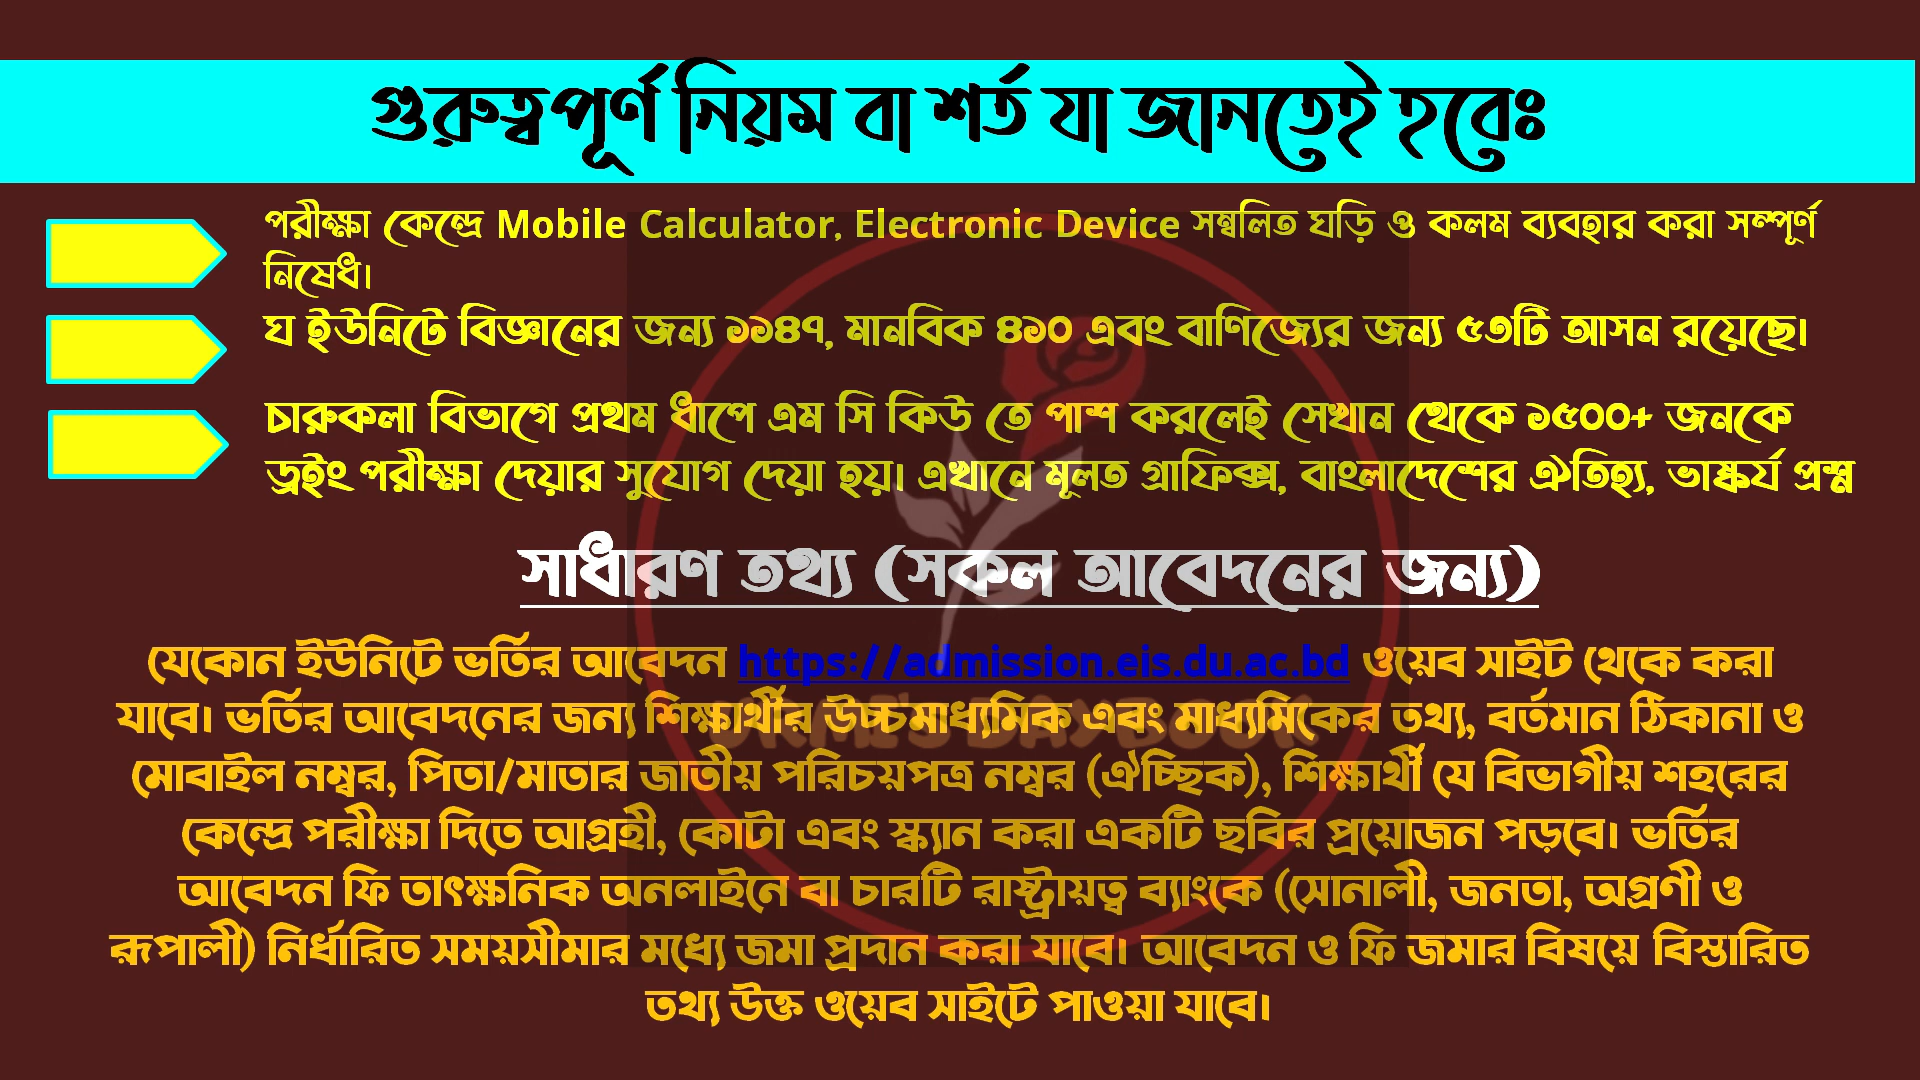 গুরুত্বপূর্ণ নিয়ম বা শর্ত যা জানতেই হবেঃ
পরীক্ষা কেন্দ্রে Mobile Calculator, Electronic Device সম্বলিত ঘড়ি ও কলম ব্যবহার করা সম্পূর্ণ
নিষেধ।
ঘ ইউনিটে বিজ্ঞানের জন্য ১১৪৭, মানবিক ৪১০ এবং বাণিজ্যের জন্য ৫৩টি আসন রয়েছে।
চারুকলা বিভাগে প্রথম ধাপে এম সি কিউ তে পাশ করলেই সেখান থেকে ১৫০০+ জনকে
ড্রইং পরীক্ষা দেয়ার সুযোগ দেয়া হয়। এখানে মূলত গ্রাফিক্স, বাংলাদেশের ঐতিহ্য, ভাষ্কর্য প্রশ্ন
সাধারণ তথ্য (সকল আবেদনের জন্য)
যেকোন ইউনিটে ভর্তির আবেদন https://admission.eis.du.ac.bd ওয়েব সাইট থেকে করা
যাবে। ভর্তির আবেদনের জন্য শিক্ষার্থীর উচ্চমাধ্যমিক এবং মাধ্যমিকের তথ্য, বর্তমান ঠিকানা ও
মোবাইল নম্বর, পিতা/মাতার জাতীয় পরিচয়পত্র নম্বর (ঐচ্ছিক), শিক্ষার্থী যে বিভাগীয় শহরের
কেন্দ্রে পরীক্ষা দিতে আগ্রহী, কোটা এবং স্ক্যান করা একটি ছবির প্রয়োজন পড়বে। ভর্তির
আবেদন ফি তাৎক্ষনিক অনলাইনে বা চারটি রাষ্ট্রায়ত্ব ব্যাংকে (সোনালী, জনতা, অগ্রণী ও
রূপালী) নির্ধারিত সময়সীমার মধ্যে জমা প্রদান করা যাবে। আবেদন ও ফি জমার বিষয়ে বিস্তারিত
তথ্য উক্ত ওয়েব সাইটে পাওয়া যাবে।
URMI'S DAYBOOK